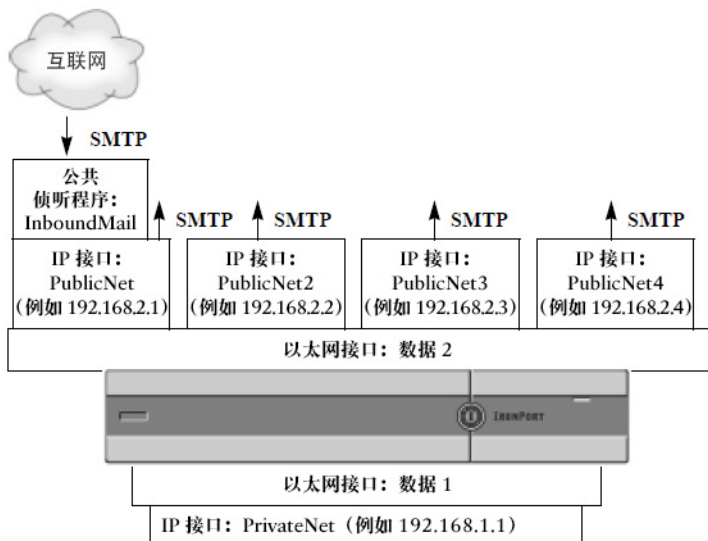 互联网
SMTP
公共
侦听程序：
InboundMail
SMTP
SMTP
SMTP
SMTP
IP 接口：
PublicNet
（例如 192.168.2.1）
IP 接口：
PublicNet2
（例如 192.168.2.2）
IP 接口：
PublicNet3
（例如 192.168.2.3）
IP 接口：
PublicNet4
（例如 192.168.2.4）
以太网接口：数据 2
IRONPORT
以太网接口：数据 1
IP 接口：PrivateNet（例如 192.168.1.1）